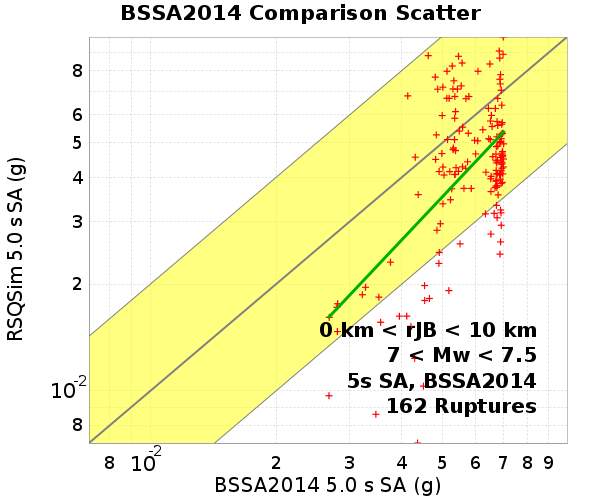 BSSA2014 Comparison Scatter
RSQSim 5.0 s SA (g)
8
6
5
4
3
2
10-2
8
0 km < rJB < 10 km
7 < Mw < 7.5
5s SA, BSSA2014
162 Ruptures
8 10-2 2 3 4 5 6 7 8 9
BSSA2014 5.0 s SA (g)